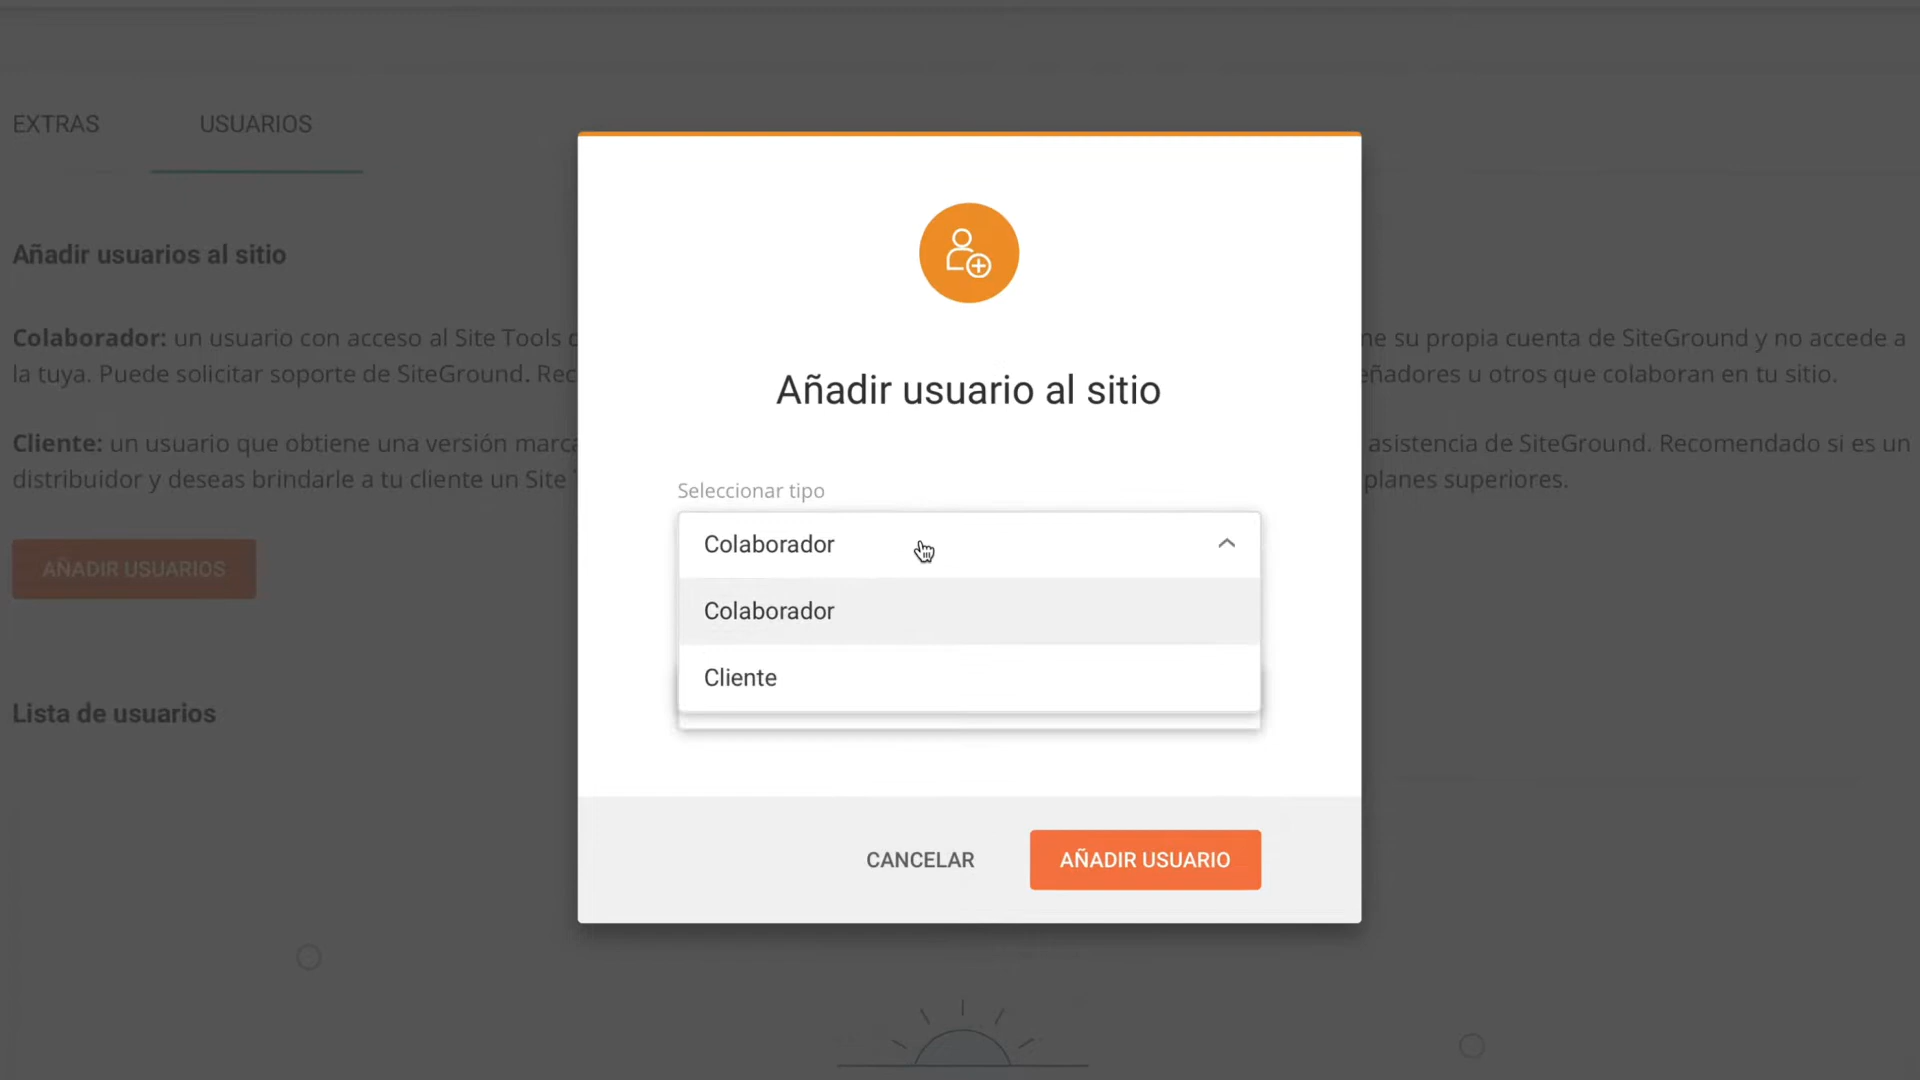 EXTRAS
USUARIOS
Añadir usuarios al sitio
Colaborador: un usuario con acceso al Site Tools
ne su propia cuenta de SiteGround y no accede a
la tuya. Puede solicitar soporte de SiteGround. Rec
eñadores u otros que colaboran en tu sitio.
Cliente: un usuario que obtiene una versión marca
asistencia de SiteGround. Recomendado si es un
distribuidor y deseas brindarle a tu cliente un Site
planes superiores.
AÑADIR USUARIOS
Lista de usuarios
Añadir usuario al sitio
Seleccionar tipo
Colaborador
Colaborador
Cliente
CANCELAR
AÑADIR USUARIO